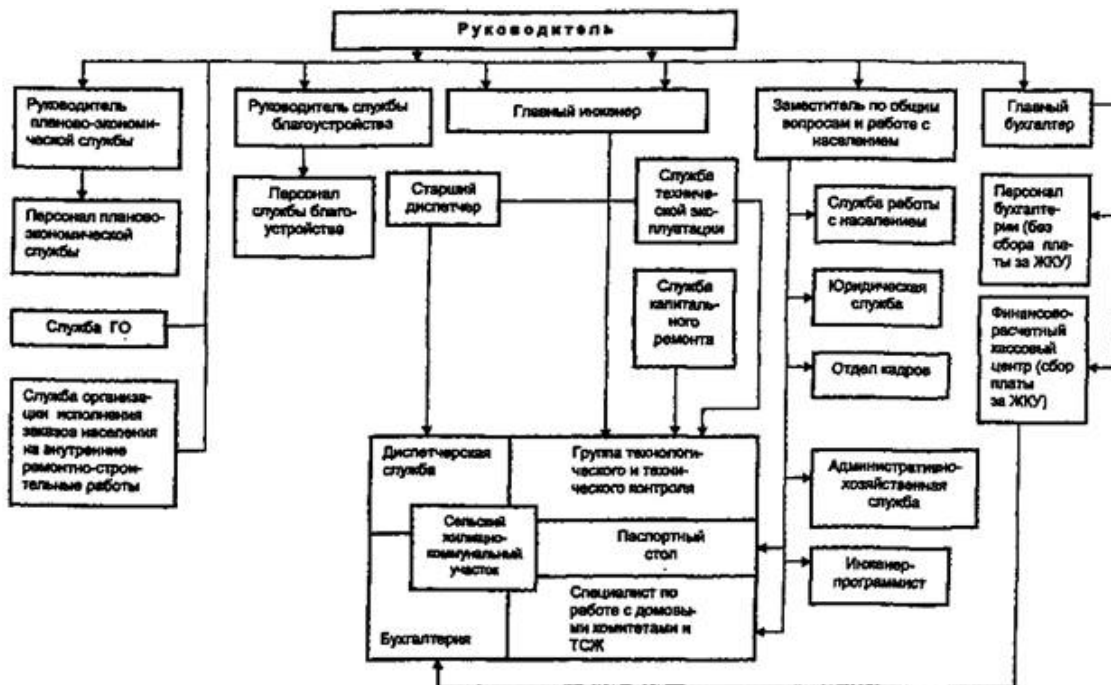 Руководитель
Руководитель
планово-экономи-
ческой службы
Руководитель службы
благоустройства
Главный инженер
Заместитель по общим
вопросам и работе с
населением
Главный
бухгалтер
Персонал планово-
экономической
службы
Персонал
службы благо-
устройства
Старший
диспетчер
Служба
техниче-
ской экс-
плуатации
Служба работы
с населением
Персонал
бухгалте-
рии (без
сбора пла-
ты за ЖКУ)
Служба ГО
Служба
капиталь-
ного
ремонта
Юридическая
служба
Финансово-
расчетный
кассовый
центр (сбор
платы
за ЖКУ)
Отдел кадров
Служба организа-
ции исполнения
заказов населения
на внутренние
ремонтно-строи-
тельные работы
Диспетчерская
служба
Группа технологи-
ческого и техни-
ческого контроля
Административно-
хозяйственная
служба
Сельский
жилищно-
коммунальный
участок
Паспортный
стол
Инженер-
программист
Бухгалтерия
Специалист по
работе с домовы-
ми комитетами и
ТСЖ